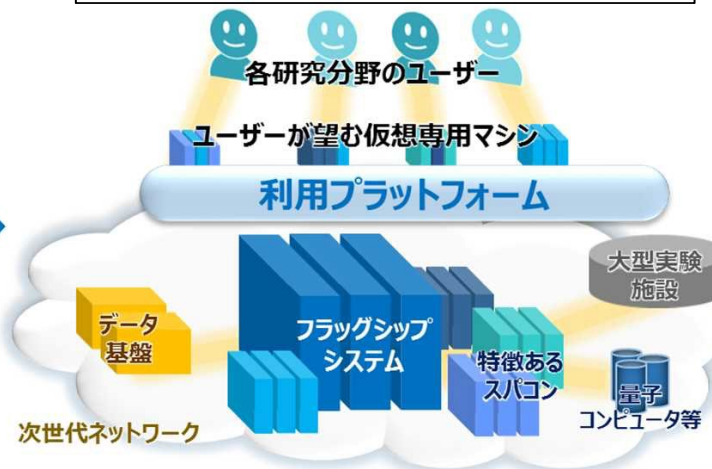 各研究分野のユーザー
ユーザーが望む仮想専用マシン
利用プラットフォーム
大型実験
施設
データ
基盤
フラッグシップ
システム
特徴ある
スパコン
量子
コンピュータ等
次世代ネットワーク